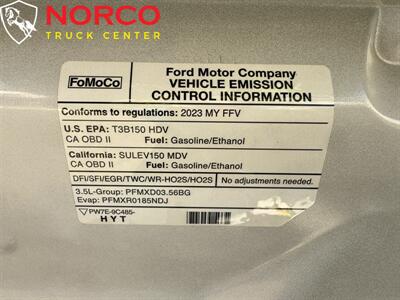 NORCO
TRUCK CENTER
FoMoCo
Ford Motor Company
VEHICLE EMISSION
CONTROL INFORMATION
Conforms to regulations: 2023 MY FFV
U.S. EPA: T3B150 HDV
CA OBD II Fuel: Gasoline/Ethanol
California: SULEV150 MDV
CA OBD II Fuel: Gasoline/Ethanol
DFI/SFI/EGR/TWC/WR-HO2S/HO2S No adjustments needed.
3.5L-Group: PFMXD03.56BG
Evap: PFMXR0185NDJ
PW7E-9C485-
HYT